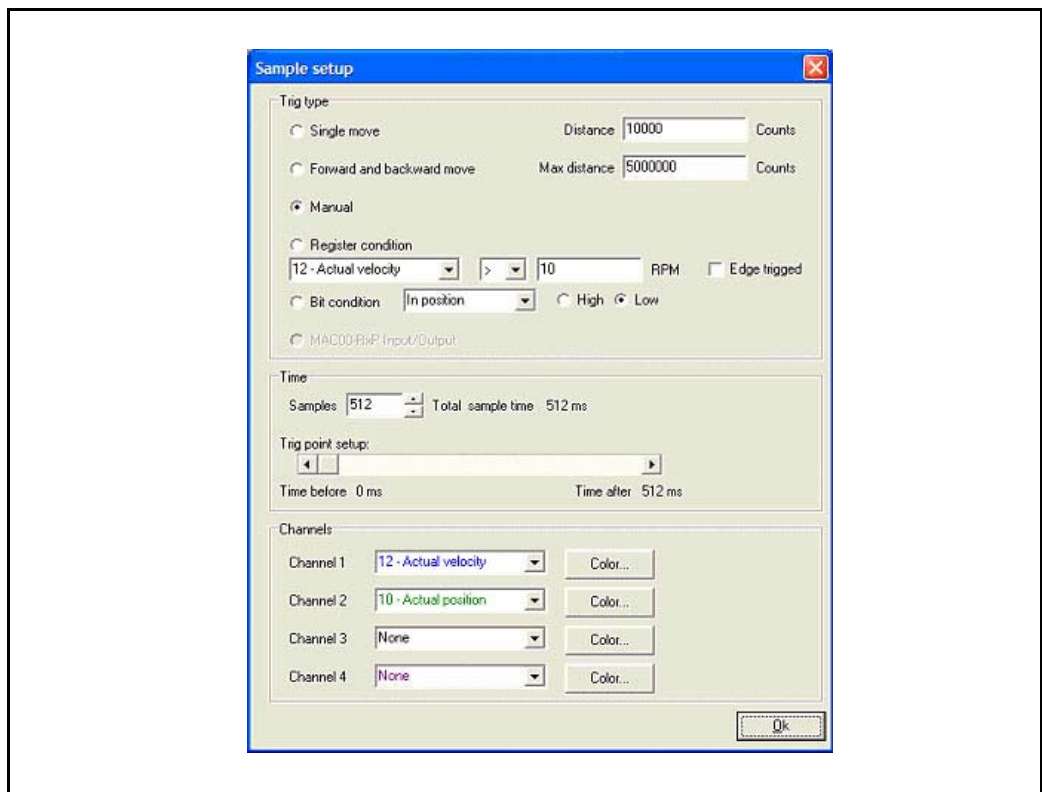 Sample setup
Trig type
Single move Distance 10000 Counts
Forward and backward move Max distance 5000000 Counts
Manual
Register condition
12 - Actual velocity > 10 RPM Edge trigged
Bit condition In position High Low
MAC00-RxP Input/Output
Time
Samples 512 Total sample time 512 ms
Trig point setup:
Time before 0 ms Time after 512 ms
Channels
Channel 1 12 - Actual velocity Color...
Channel 2 10 - Actual position Color...
Channel 3 None Color...
Channel 4 None Color...
Ok